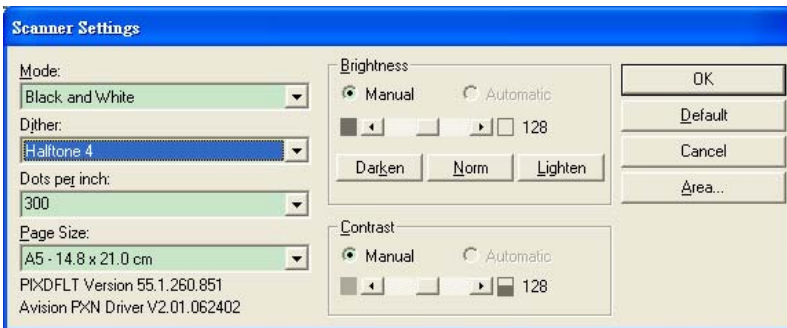 Scanner Settings
Mode:
Black and White
Dither:
Halftone 4
Dots per inch:
300
Page Size:
A5 - 14.8 x 21.0 cm
PIXDFLT Version 55.1.260.851
Avision PXN Driver V2.01.062402
Brightness
Manual
Automatic
128
Darken
Norm
Lighten
Contrast
Manual
Automatic
128
OK
Default
Cancel
Area...